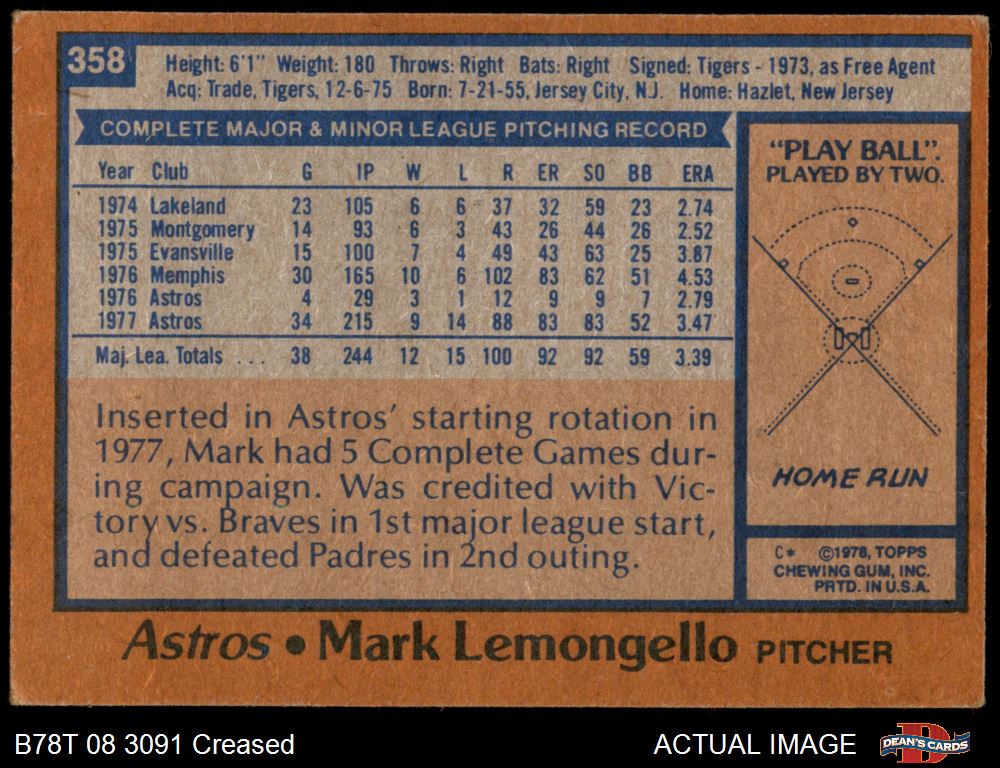 358
Height: 6'1" Weight: 180 Throws: Right Bats: Right Signed: Tigers - 1973, as Free Agent
Acq: Trade, Tigers, 12-6-75 Born: 7-21-55, Jersey City, N.J. Home: Hazlet, New Jersey
COMPLETE MAJOR & MINOR LEAGUE PITCHING RECORD
Year Club G IP W L R ER SO BB ERA
1974 Lakeland 23 105 6 6 37 32 59 23 2.74
1975 Montgomery 14 93 6 3 43 26 44 26 2.52
1975 Evansville 15 100 7 4 49 43 63 25 3.87
1976 Memphis 30 165 10 6 102 83 62 51 4.53
1976 Astros 4 29 3 1 12 9 9 7 2.79
1977 Astros 34 215 9 14 88 83 83 52 3.47
Maj. Lea. Totals ... 38 244 12 15 100 92 92 59 3.39
Inserted in Astros' starting rotation in
1977, Mark had 5 Complete Games dur-
ing campaign. Was credited with Vic-
tory vs. Braves in 1st major league start,
and defeated Padres in 2nd outing.
"PLAY BALL".
PLAYED BY TWO.
HOME RUN
C* ©1978, TOPPS
CHEWING GUM, INC.
PRTD. IN U.S.A.
Astros • Mark Lemongello PITCHER
B78T 08 3091 Creased
ACTUAL IMAGE
DEAN'S CARDS